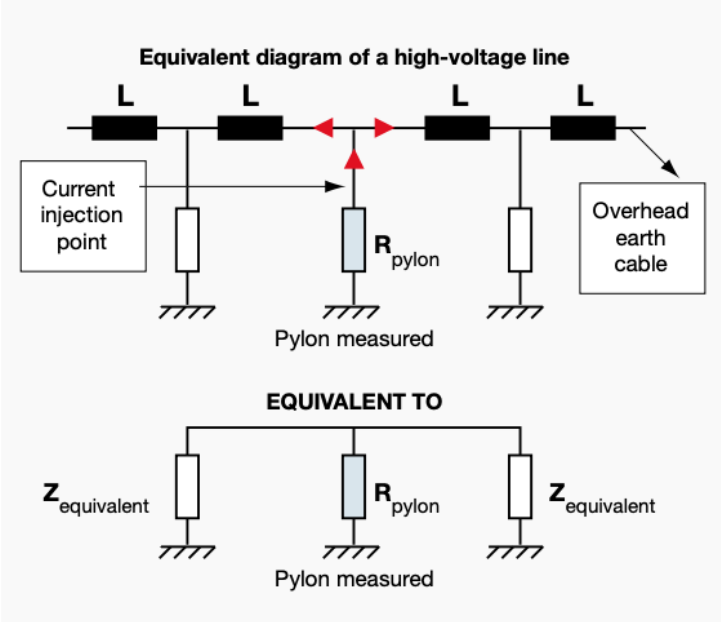 Equivalent diagram of a high-voltage line
L L L L
Current
injection
point
R pylon
Overhead
earth
cable
Pylon measured
EQUIVALENT TO
Z equivalent R pylon Z equivalent
Pylon measured